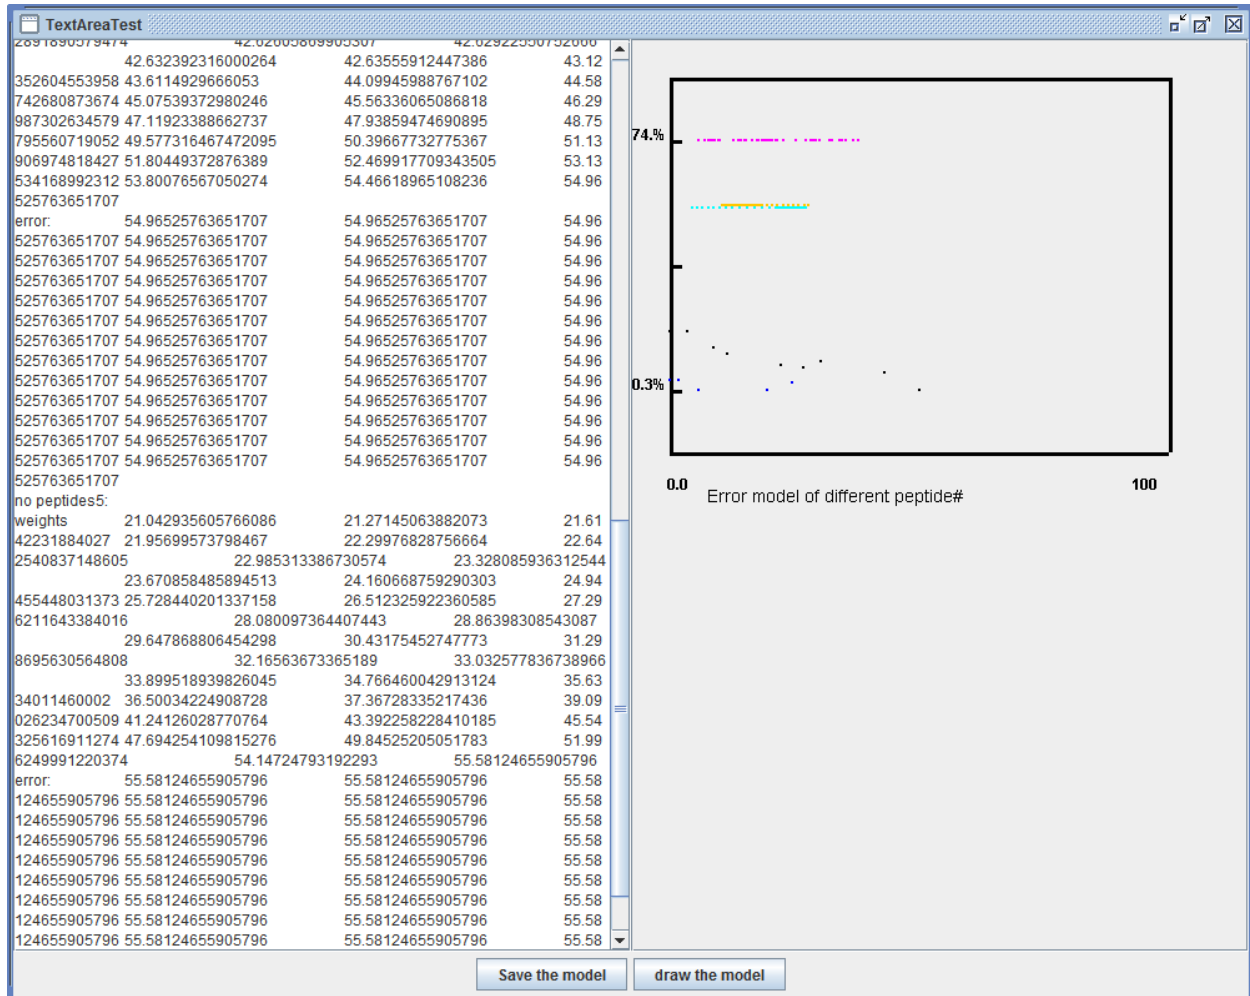 TextAreaTest
42.632392316000264 42.63555912447386 43.12
352604553958 43.6114929666053 44.09945988767102 44.58
742680873674 45.07539372980246 45.56336065086818 46.29
987302634579 47.11923388662737 47.93859474690895 48.75
795560719052 49.577316467472095 50.39667732775367 51.13
906974818427 51.80449372876389 52.469917709343505 53.13
534168992312 53.80076567050274 54.46618965108236 54.96
525763651707
error: 54.96525763651707 54.96525763651707 54.96
525763651707 54.96525763651707 54.96525763651707 54.96
525763651707 54.96525763651707 54.96525763651707 54.96
525763651707 54.96525763651707 54.96525763651707 54.96
525763651707 54.96525763651707 54.96525763651707 54.96
525763651707 54.96525763651707 54.96525763651707 54.96
525763651707 54.96525763651707 54.96525763651707 54.96
525763651707 54.96525763651707 54.96525763651707 54.96
525763651707 54.96525763651707 54.96525763651707 54.96
525763651707 54.96525763651707 54.96525763651707 54.96
525763651707 54.96525763651707 54.96525763651707 54.96
525763651707 54.96525763651707 54.96525763651707 54.96
525763651707 54.96525763651707 54.96525763651707 54.96
525763651707
no peptides5:
weights 21.042935605766086 21.27145063882073 21.61
42231884027 21.95699573798467 22.29976828756664 22.64
2540837148605 22.985313386730574 23.328085936312544
23.670858485894513 24.160668759290303 24.94
455448031373 25.728440201337158 26.512325922360585 27.29
6211643384016 28.080097364407443 28.86398308543087
29.647868806454298 30.43175452747773 31.29
8695630564808 32.16563673365189 33.032577836738966
33.899518939826045 34.766460042913124 35.63
34011460002 36.50034224908728 37.36728335217436 39.09
026234700509 41.24126028770764 43.392258228410185 45.54
325616911274 47.694254109815276 49.84525205051783 51.99
6249991220374 54.14724793192293 55.58124655905796
error: 55.58124655905796 55.58124655905796 55.58
124655905796 55.58124655905796 55.58124655905796 55.58
124655905796 55.58124655905796 55.58124655905796 55.58
124655905796 55.58124655905796 55.58124655905796 55.58
124655905796 55.58124655905796 55.58124655905796 55.58
124655905796 55.58124655905796 55.58124655905796 55.58
124655905796 55.58124655905796 55.58124655905796 55.58
124655905796 55.58124655905796 55.58124655905796 55.58
124655905796 55.58124655905796 55.58124655905796 55.58
74.%
0.3%
0.0
100
Error model of different peptide#
Save the model
draw the model